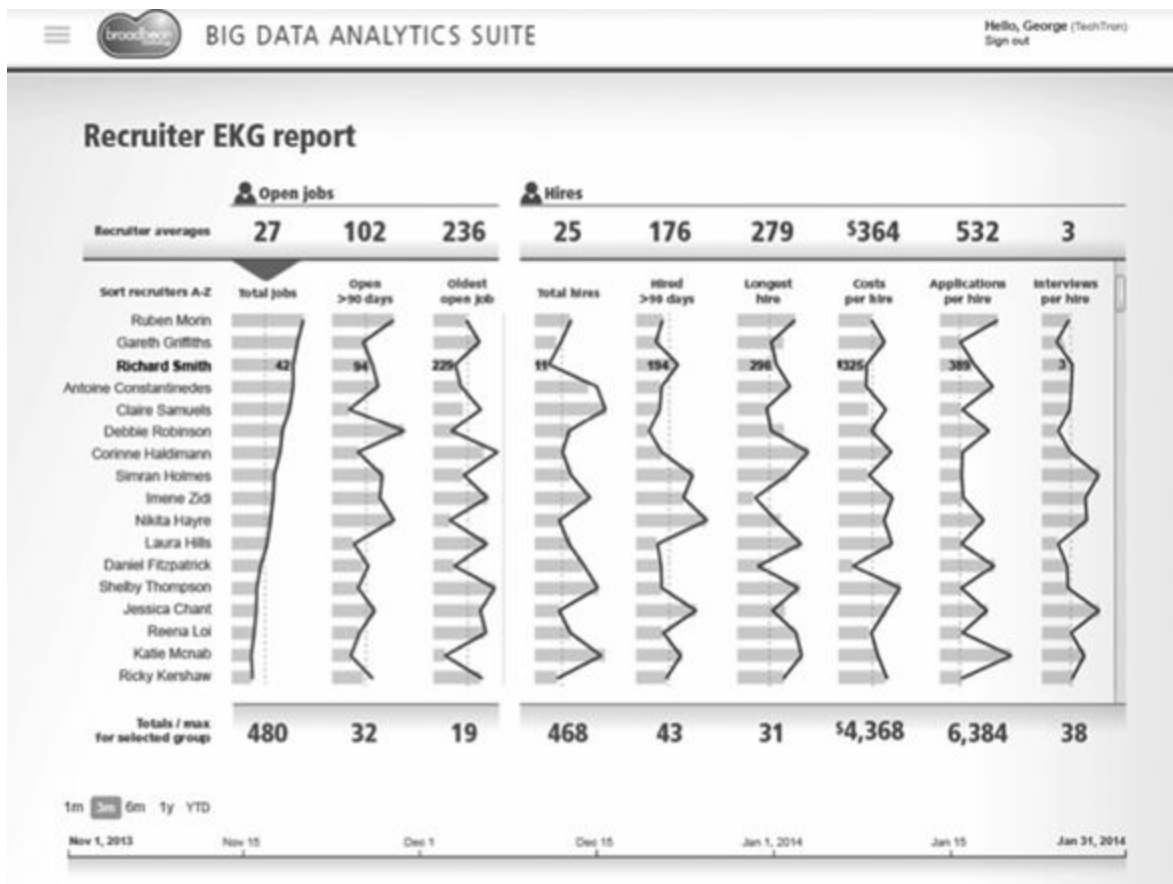 broadbean
BIG DATA ANALYTICS SUITE
Hello, George (TechTron)
Sign out
Recruiter EKG report
Open jobs
Hires
Recruiter averages 27 102 236 25 176 279 $364 532 3
Sort recruiters A-Z Total jobs Open >90 days Oldest open job Total hires Hired >90 days Longest hire Costs per hire Applications per hire Interviews per hire
Ruben Morin
Gareth Griffiths
Richard Smith 42 94 229 11 194 296 $325 389 3
Antoine Constantinedes
Claire Samuels
Debbie Robinson
Corinne Haldimann
Simran Holmes
Imene Zidi
Nikita Hayre
Laura Hills
Daniel Fitzpatrick
Shelby Thompson
Jessica Chant
Reena Loi
Katie Mcnab
Ricky Kershaw
Totals / max
for selected group 480 32 19 468 43 31 $4,368 6,384 38
1m 3m 6m 1y YTD
Nov 1, 2013 Nov 15 Dec 1 Dec 15 Jan 1, 2014 Jan 15 Jan 31, 2014